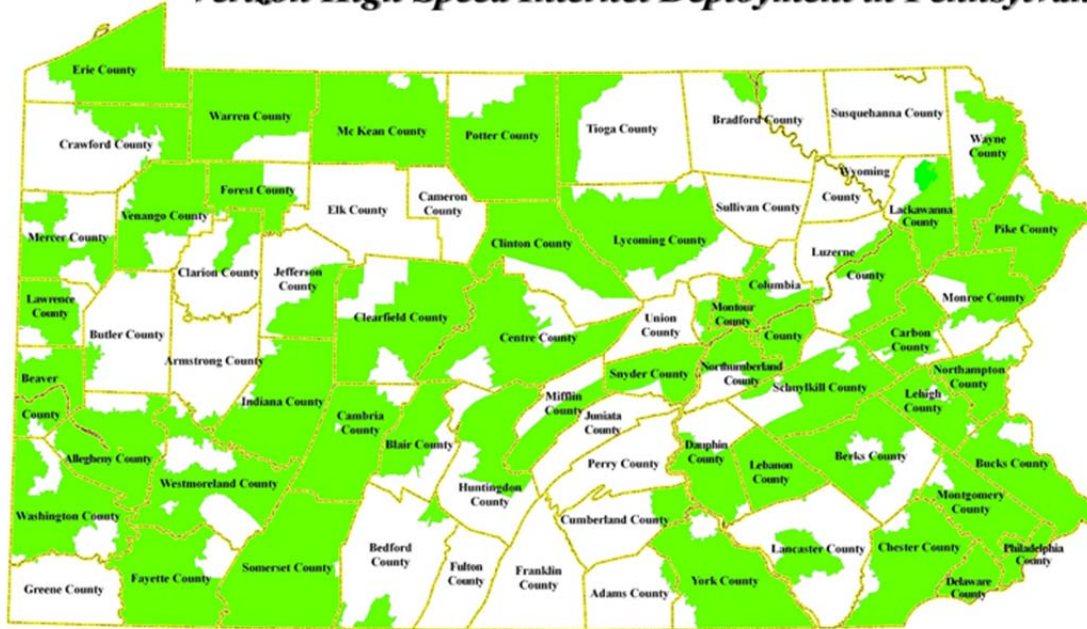 Verizon High Speed Internet Deployment in Pennsylvan
Erie County
Crawford County
Warren County
Mc Kean County
Potter County
Tioga County
Bradford County
Susquehanna County
Wayne
County
Wyoming
County
Lackawanna
County
Pike County
Mercer County
Venango County
Forest County
Elk County
Cameron
County
Clinton County
Lycoming County
Sullivan County
Luzerne
County
Clarion County
Jefferson
County
Columbia
County
Monroe County
Lawrence
County
Butler County
Clearfield County
Centre County
Union
County
Montour
County
Carbon
County
Armstrong County
Beaver
County
Indiana County
Snyder County
Northumberland
County
Schuylkill County
Northampton
County
Lehigh
County
Mifflin
County
Cambria
County
Blair County
Juniata
County
Allegheny County
Perry County
Dauphin
County
Lebanon
County
Berks County
Bucks County
Westmoreland County
Huntingdon
County
Montgomery
County
Washington County
Cumberland County
Bedford
County
Lancaster County
Chester County
Philadelphia
County
Greene County
Fayette County
Somerset County
Fulton
County
Franklin
County
Adams County
York County
Delaware
County